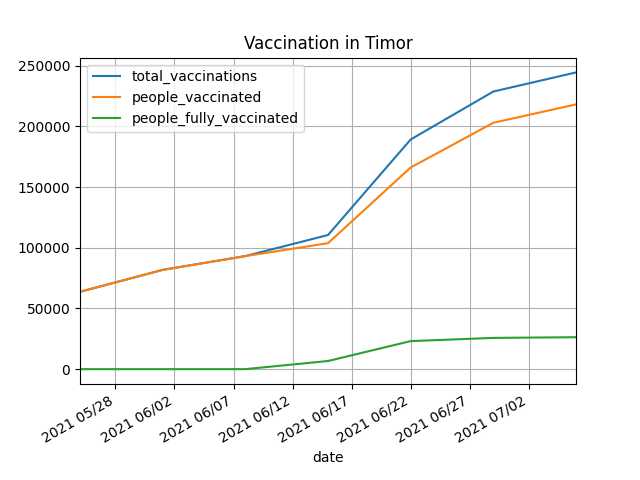 Vaccination in Timor
250000
200000
150000
100000
50000
0
total_vaccinations
people_vaccinated
people_fully_vaccinated
2021 05/28
2021 06/02
2021 06/07
2021 06/12
2021 06/17
2021 06/22
2021 06/27
2021 07/02
date